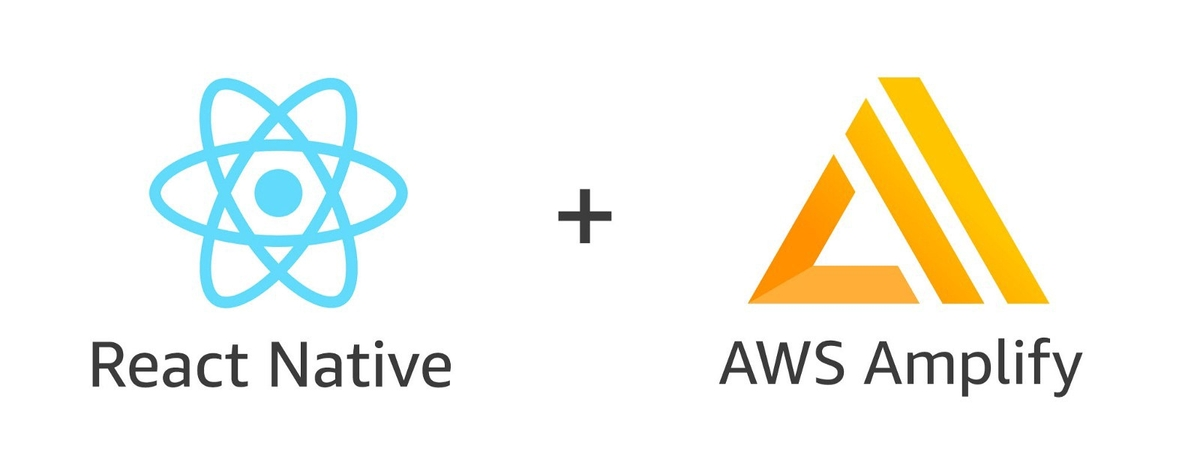 +
React Native
AWS Amplify